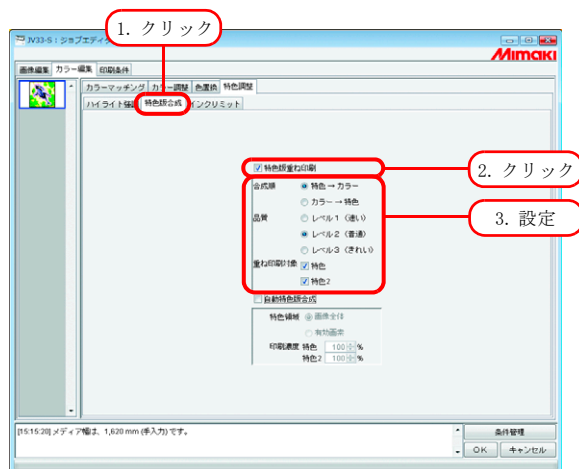 1. クリック
JV33-S : ジョブエディタ
Mimaki
画像編集 カラー編集 印刷条件
カラーマッチング カラー調整 色置換 特色調整
ハイライト強調 特色版合成 インクリミット
特色版重ね印刷
2. クリック
合成順 特色 → カラー
カラー → 特色
3. 設定
品質 レベル1 (速い)
レベル2 (普通)
レベル3 (きれい)
重ね印刷対象 特色
特色2
自動特色版合成
特色領域 画像全体
有効画素
印刷濃度 特色 100 %
特色2 100 %
[15:15:20] メディア幅は、1,620 mm (手入力) です。
条件管理
OK キャンセル